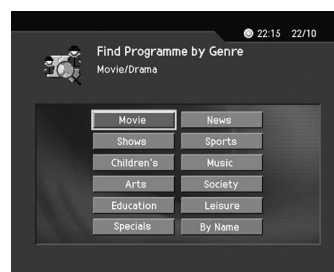 22:15 22/10
Find Programme by Genre
Movie/Drama
Movie News
Shows Sports
Children's Music
Arts Society
Education Leisure
Specials By Name